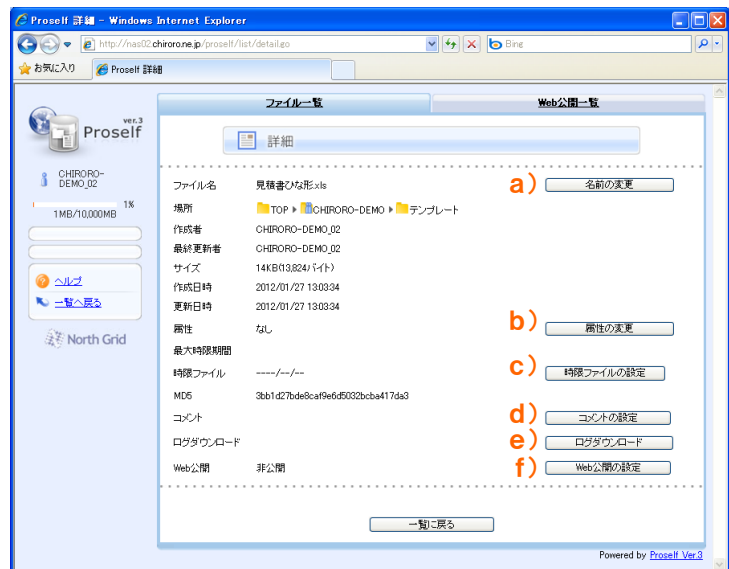 Proself 詳細 - Windows Internet Explorer
http://nas02.chiroro.ne.jp/proself/list/detail.go
Bing
お気に入り
Proself 詳細
ファイル一覧
Web公開一覧
ver.3
Proself
詳細
CHIRORO-
DEMO_02
1%
1MB/10,000MB
ヘルプ
一覧へ戻る
North Grid
ファイル名 見積書ひな形.xls
a) 名前の変更
場所 TOP CHIRORO-DEMO テンプレート
作成者 CHIRORO-DEMO_02
最終更新者 CHIRORO-DEMO_02
サイズ 14KB(13,824バイト)
作成日時 2012/01/27 13:03:34
更新日時 2012/01/27 13:03:34
属性 なし
b) 属性の変更
最大時限期間
時限ファイル ----/--/--
c) 時限ファイルの設定
MD5 3bb1d27bde8caf9e6d5032bcba417da3
コメント
d) コメントの設定
ログダウンロード
e) ログダウンロード
Web公開 非公開
f) Web公開の設定
一覧に戻る
Powered by Proself Ver.3